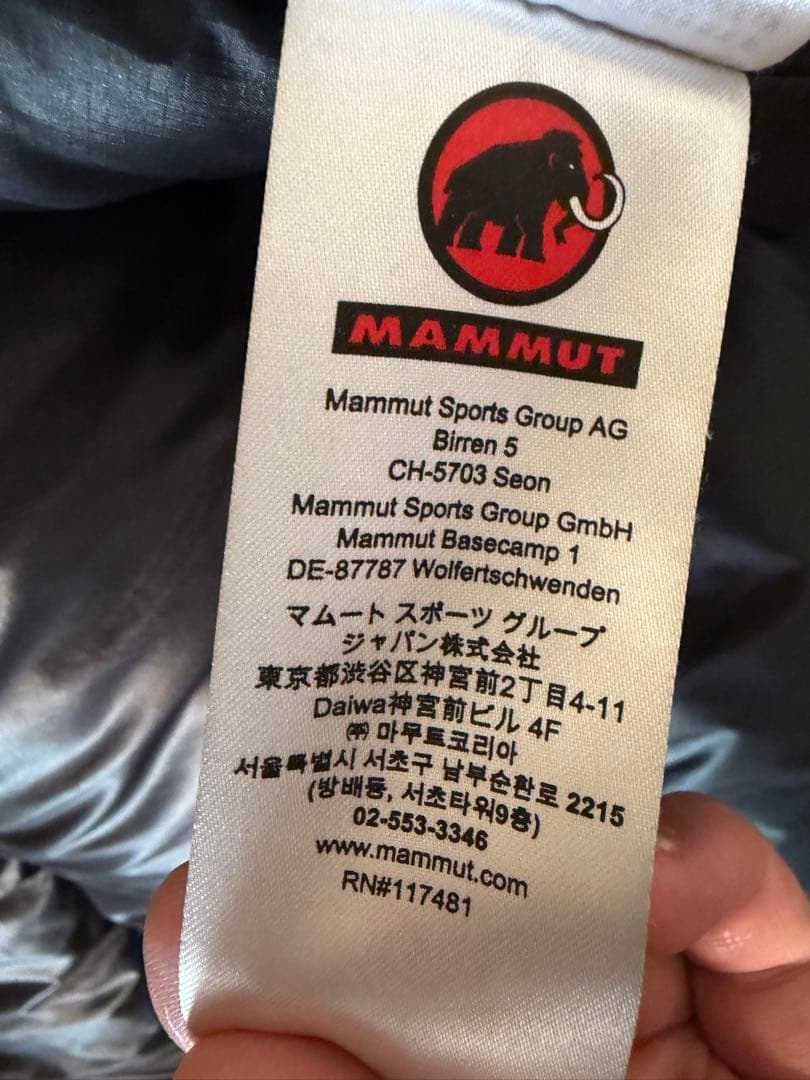 MAMMUT
Mammut Sports Group AG
Birren 5
CH-5703 Seon
Mammut Sports Group GmbH
Mammut Basecamp 1
DE-87787 Wolfertschwenden
マムート スポーツ グループ
ジャパン株式会社
東京都渋谷区神宮前2丁目4-11
Daiwa神宮前ビル 4F
㈜ 마무트코리아
서울특별시 서초구 남부순환로 2215
(방배동, 서초타워9층)
02-553-3346
www.mammut.com
RN#117481